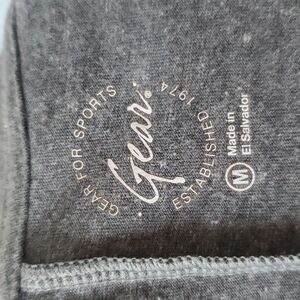 GEAR FOR SPORTS
Gear®
ESTABLISHED 1974
M
Made in
El Salvador